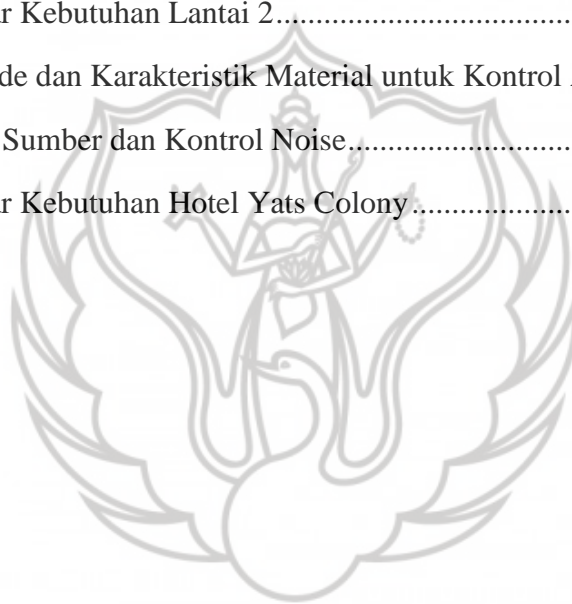 r Kebutuhan Lantai 2....................................
de dan Karakteristik Material untuk Kontrol
Sumber dan Kontrol Noise............................
r Kebutuhan Hotel Yats Colony....................